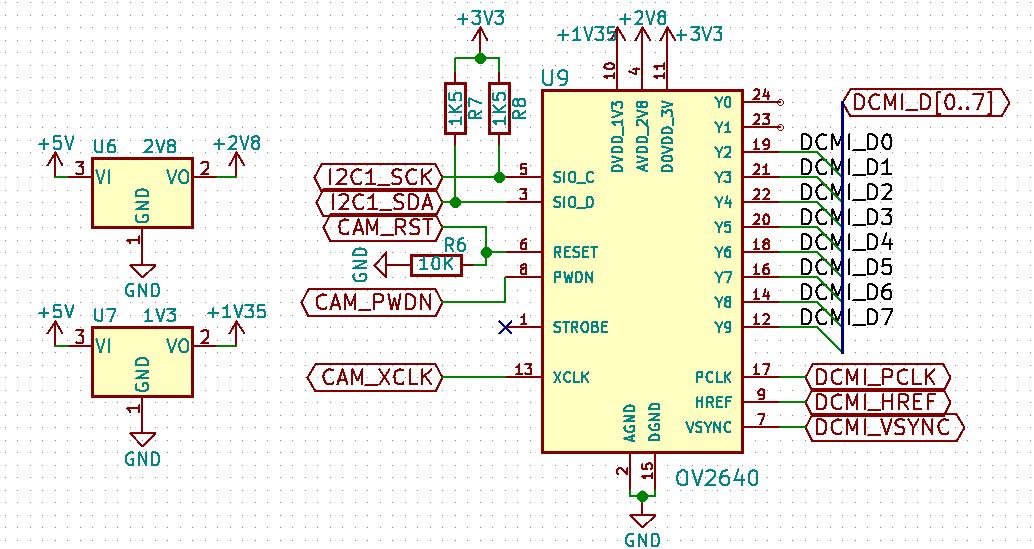 +5V
U6
2V8
+2V8
3
VI
VO
2
GND
1
GND
+5V
U7
1V3
+1V35
3
VI
VO
2
GND
1
GND
+3V3
1K5
R7
1K5
R8
I2C1_SCK
I2C1_SDA
CAM_RST
GND
R6
10K
CAM_PWDN
CAM_XCLK
+2V8
+1V35
+3V3
10
4
11
U9
DVDD_1V3
AVDD_2V8
DOVDD_3V
5
SIO_C
3
SIO_D
6
RESET
8
PWDN
1
STROBE
13
XCLK
Y0
24
Y1
23
Y2
19
DCMI_D0
Y3
21
DCMI_D1
Y4
22
DCMI_D2
Y5
20
DCMI_D3
Y6
18
DCMI_D4
Y7
16
DCMI_D5
Y8
14
DCMI_D6
Y9
12
DCMI_D7
DCMI_D[0..7]
PCLK
17
DCMI_PCLK
HREF
9
DCMI_HREF
VSYNC
7
DCMI_VSYNC
AGND
DGND
2
15
OV2640
GND